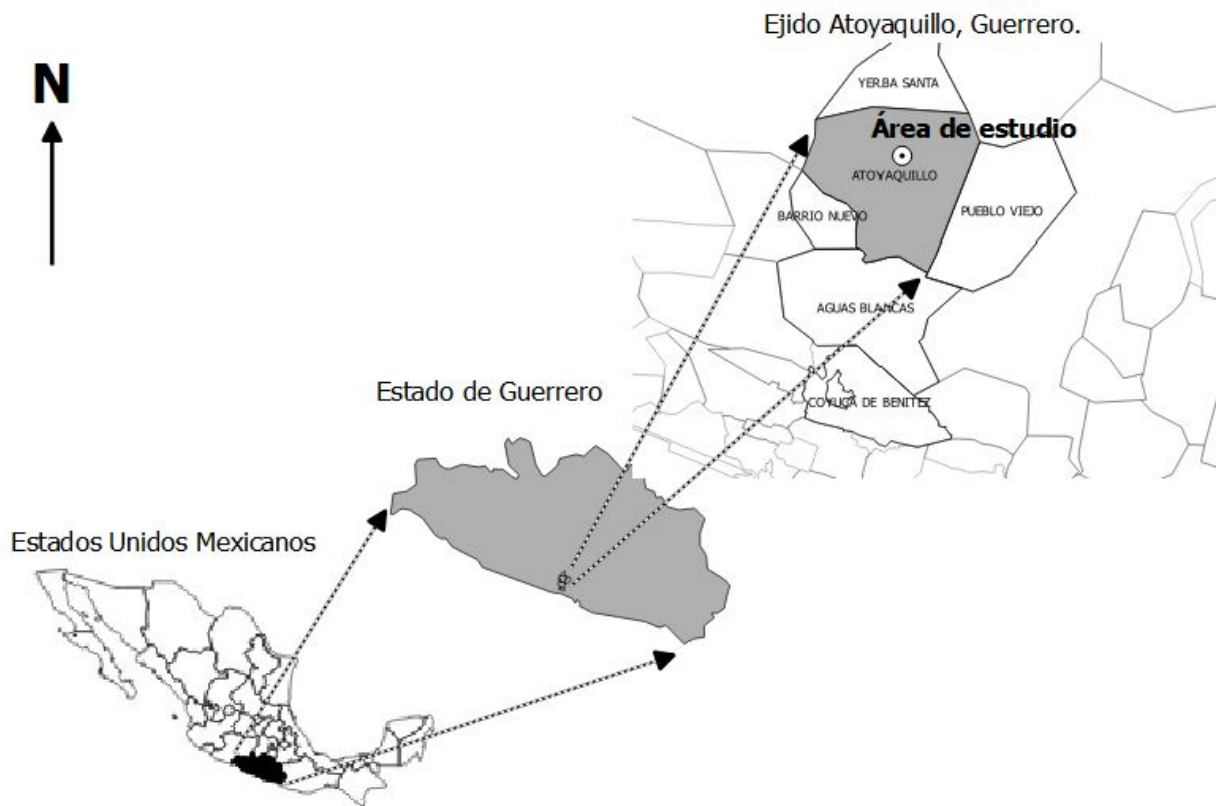 Ejido Atoyaquillo, Guerrero.
N
YERBA SANTA
Área de estudio
ATOYAQUILLO
BARRIO NUEVO
PUEBLO VIEJO
AGUAS BLANCAS
Estado de Guerrero
COYUCA DE BENITEZ
Estados Unidos Mexicanos